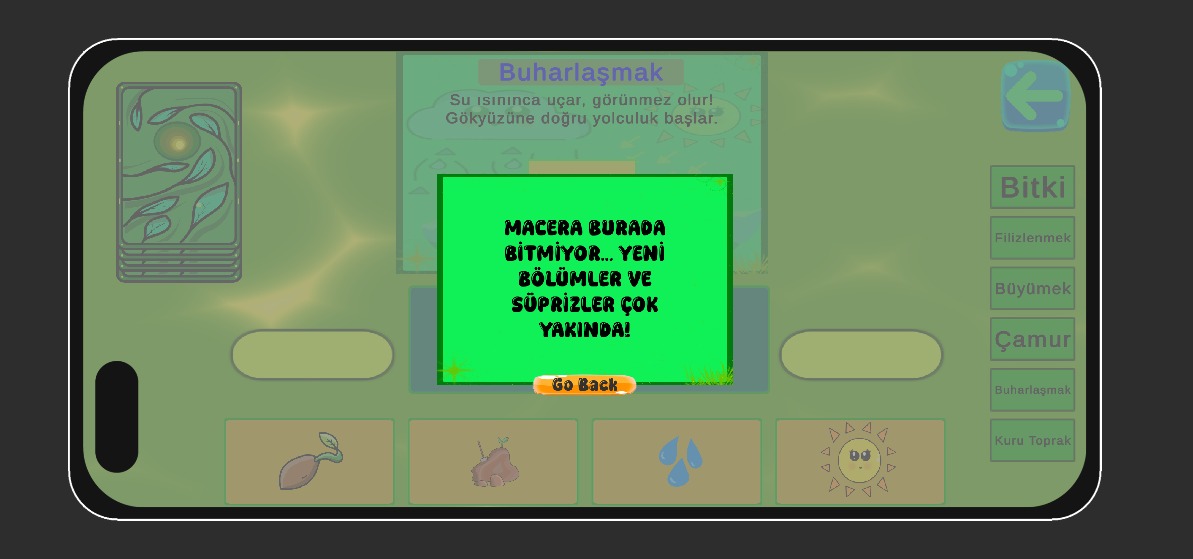 Buharlaşmak
Su ısınınca uçar, görünmez olur!
Gökyüzüne doğru yolculuk başlar.
MACERA BURADA
BİTMİYOR... YENİ
BÖLÜMLER VE
SÜPRİZLER ÇOK
YAKINDA!
Go Back
Bitki
Filizlenmek
Büyümek
Çamur
Buharlaşmak
Kuru Toprak